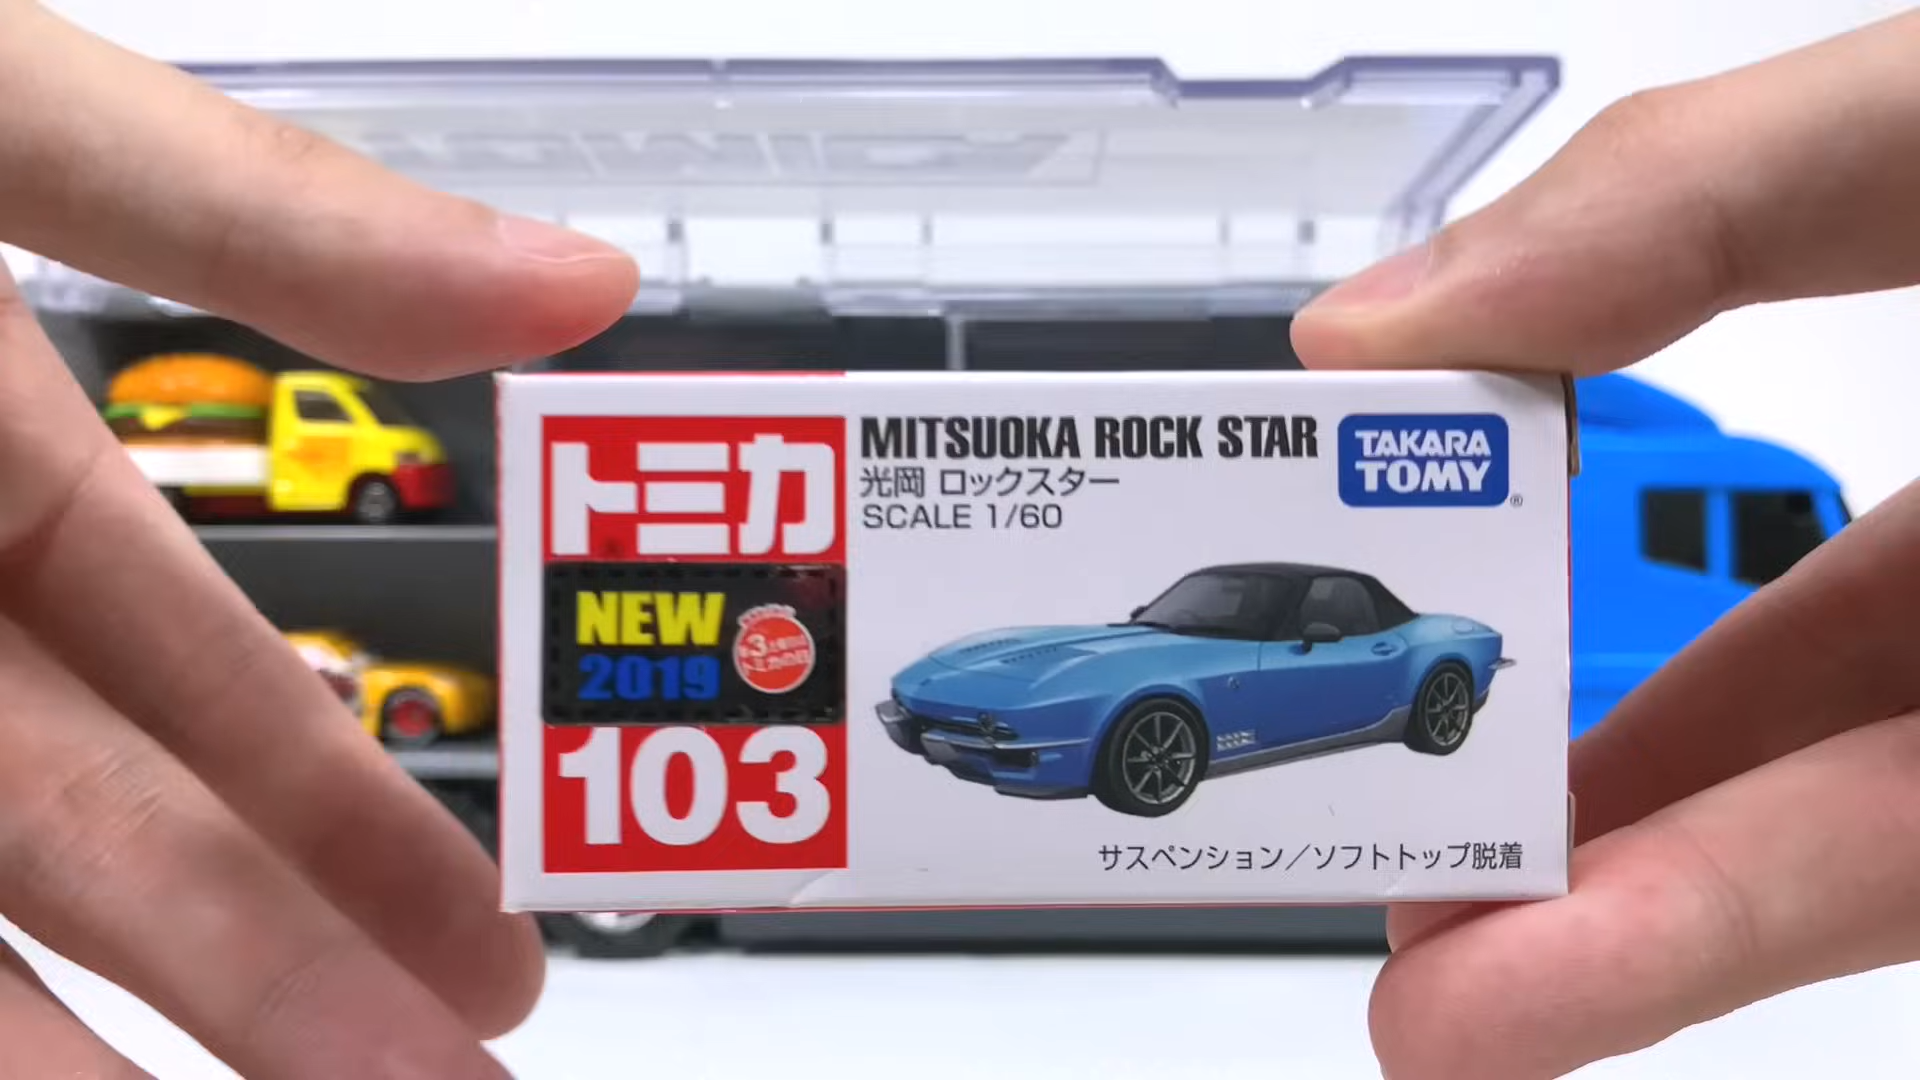 トミカ
MITSUOKA ROCK STAR
光岡 ロックスター
SCALE 1/60
TAKARA
TOMY
®
NEW
2019
103
サスペンション／ソフトトップ脱着